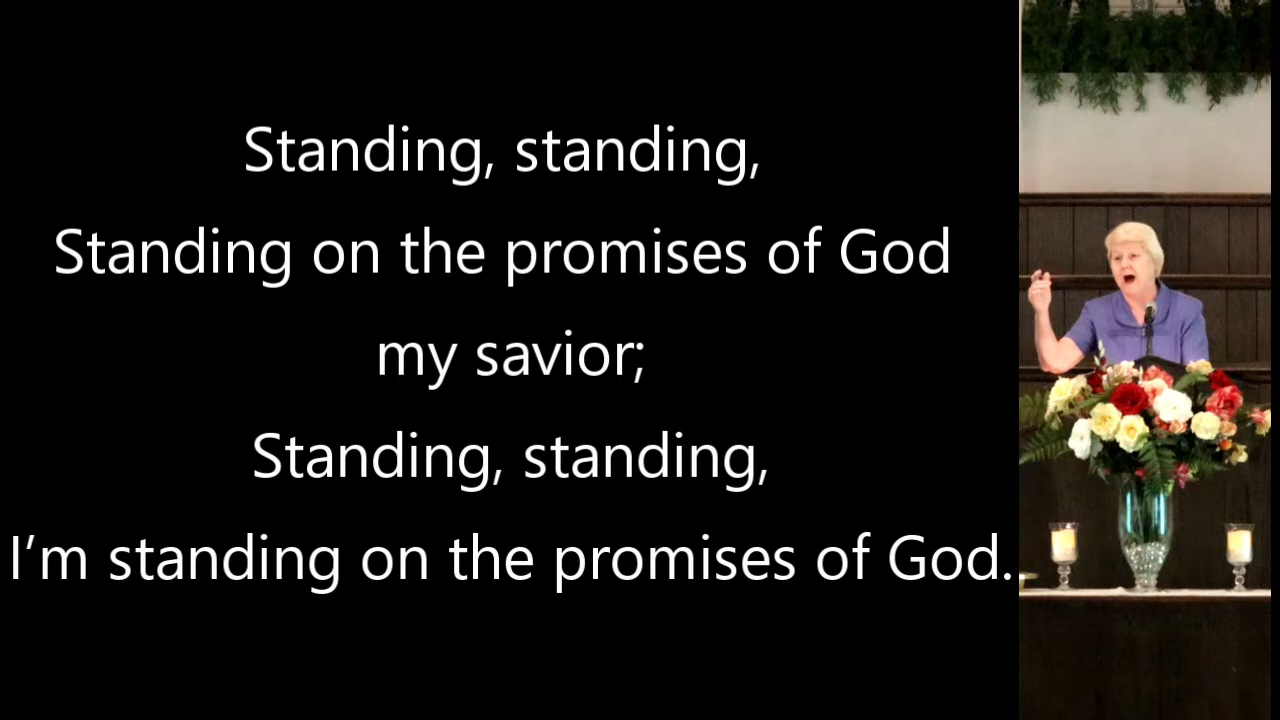 Standing, standing,
Standing on the promises of God
my savior;
Standing, standing,
I’m standing on the promises of God.